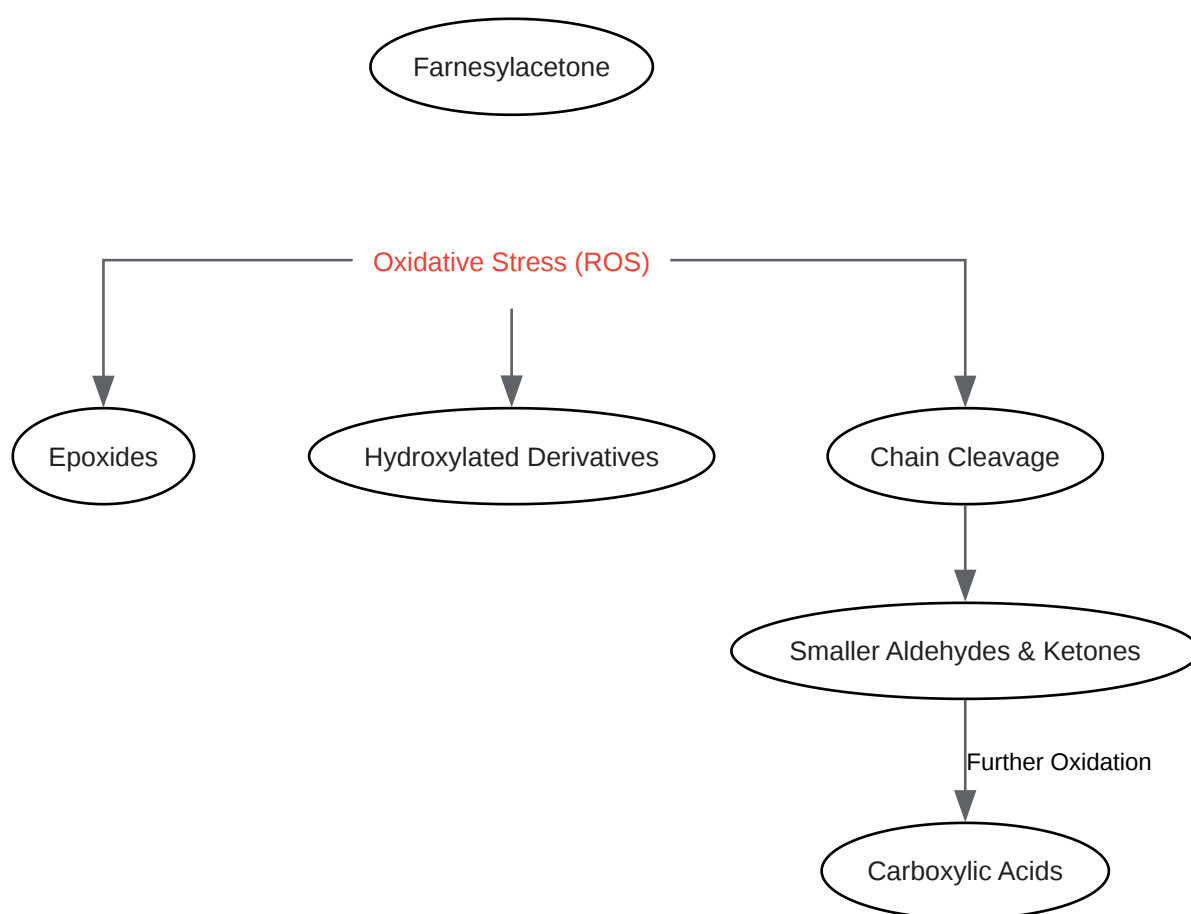 Farnesylacetone
Oxidative Stress (ROS)
Epoxides
Hydroxylated Derivatives
Chain Cleavage
Smaller Aldehydes & Ketones
Further Oxidation
Carboxylic Acids